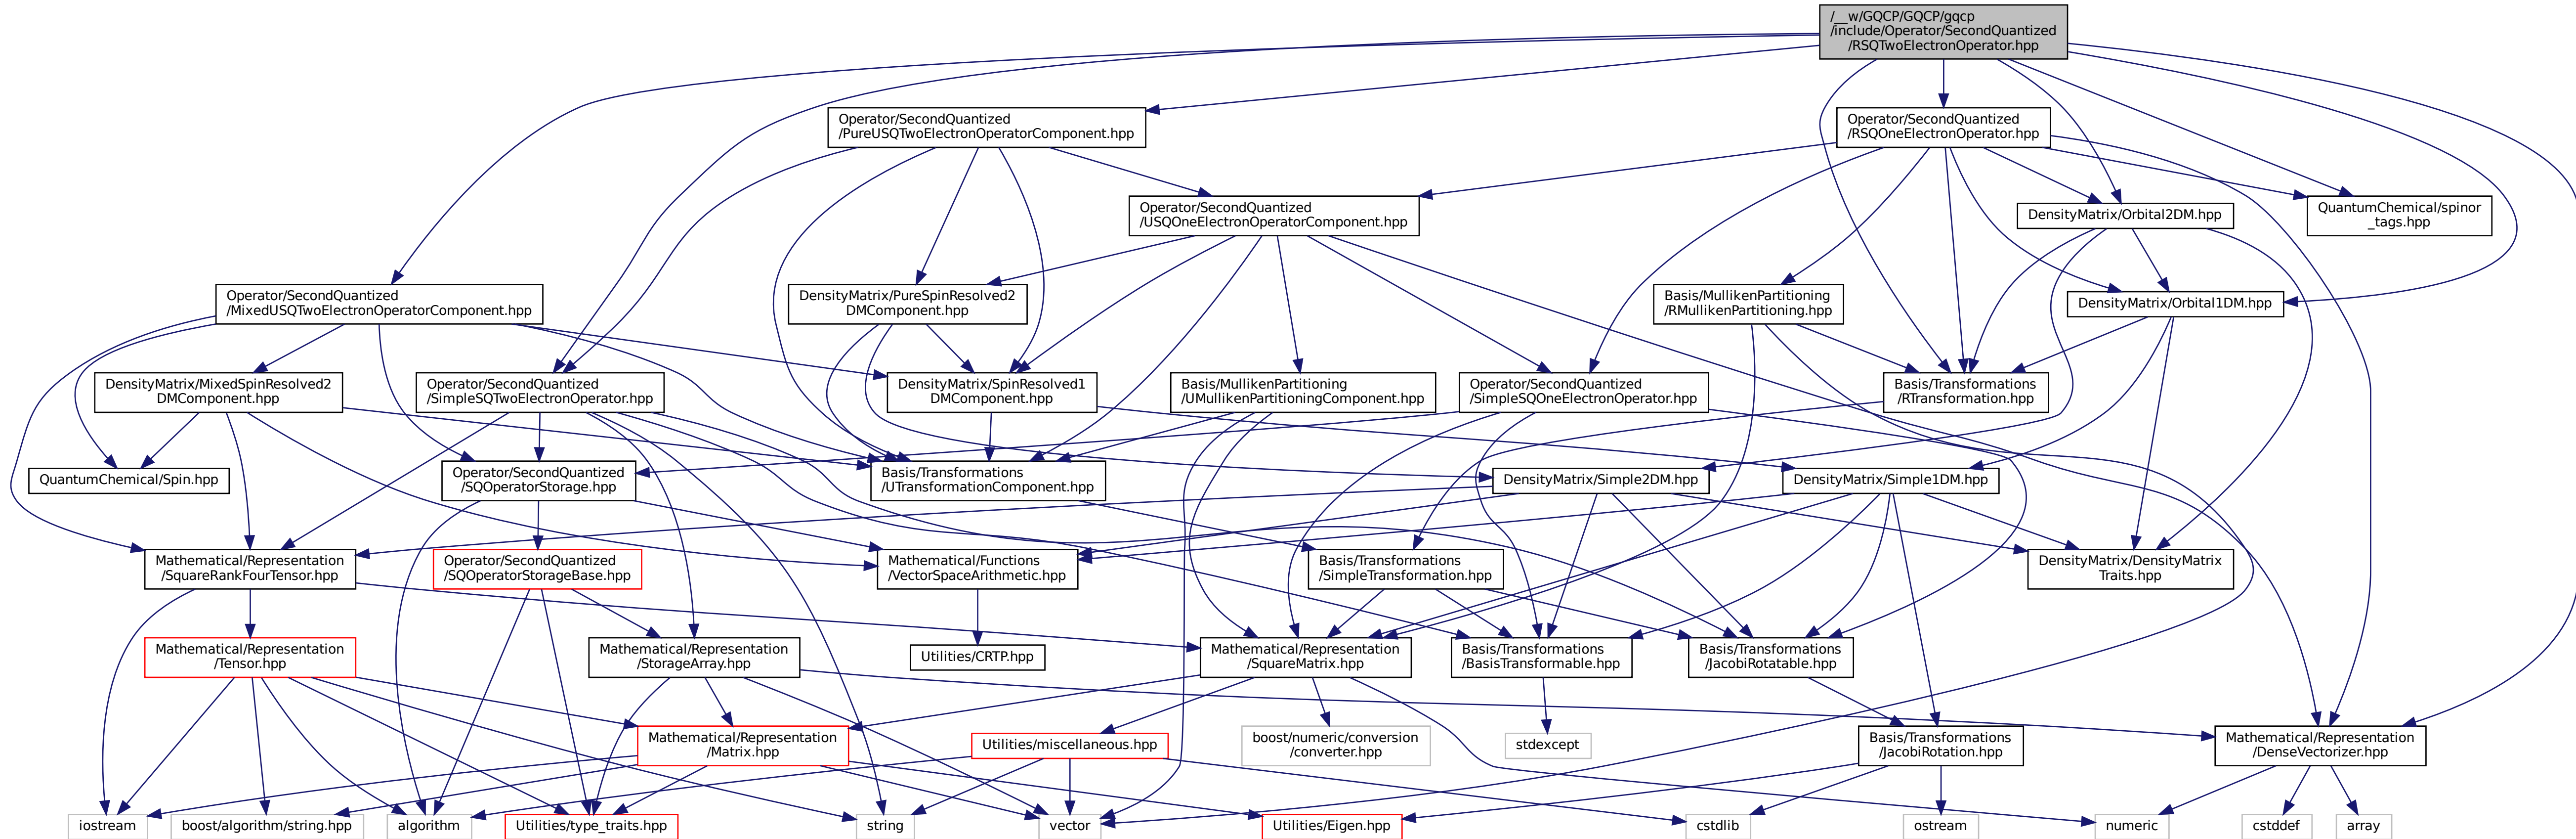 /__w/GQCP/GQCP/gqcp
/include/Operator/SecondQuantized
/RSQTwoElectronOperator.hpp
Operator/SecondQuantized
/PureUSQTwoElectronOperatorComponent.hpp
Operator/SecondQuantized
/RSQOneElectronOperator.hpp
Operator/SecondQuantized
/USQOneElectronOperatorComponent.hpp
DensityMatrix/Orbital2DM.hpp
QuantumChemical/spinor
_tags.hpp
Operator/SecondQuantized
/MixedUSQTwoElectronOperatorComponent.hpp
DensityMatrix/PureSpinResolved2
DMComponent.hpp
Basis/MullikenPartitioning
/RMullikenPartitioning.hpp
DensityMatrix/Orbital1DM.hpp
DensityMatrix/MixedSpinResolved2
DMComponent.hpp
Operator/SecondQuantized
/SimpleSQTwoElectronOperator.hpp
DensityMatrix/SpinResolved1
DMComponent.hpp
Basis/MullikenPartitioning
/UMullikenPartitioningComponent.hpp
Operator/SecondQuantized
/SimpleSQOneElectronOperator.hpp
Basis/Transformations
/RTransformation.hpp
QuantumChemical/Spin.hpp
Operator/SecondQuantized
/SQOperatorStorage.hpp
Basis/Transformations
/UTransformationComponent.hpp
DensityMatrix/Simple2DM.hpp
DensityMatrix/Simple1DM.hpp
Mathematical/Representation
/SquareRankFourTensor.hpp
Operator/SecondQuantized
/SQOperatorStorageBase.hpp
Mathematical/Functions
/VectorSpaceArithmetic.hpp
Basis/Transformations
/SimpleTransformation.hpp
DensityMatrix/DensityMatrix
Traits.hpp
Mathematical/Representation
/Tensor.hpp
Mathematical/Representation
/StorageArray.hpp
Utilities/CRTP.hpp
Mathematical/Representation
/SquareMatrix.hpp
Basis/Transformations
/BasisTransformable.hpp
Basis/Transformations
/JacobiRotatable.hpp
Mathematical/Representation
/Matrix.hpp
Utilities/miscellaneous.hpp
boost/numeric/conversion
/converter.hpp
stdexcept
Basis/Transformations
/JacobiRotation.hpp
Mathematical/Representation
/DenseVectorizer.hpp
iostream
boost/algorithm/string.hpp
algorithm
Utilities/type_traits.hpp
string
vector
Utilities/Eigen.hpp
cstdlib
ostream
numeric
cstddef
array